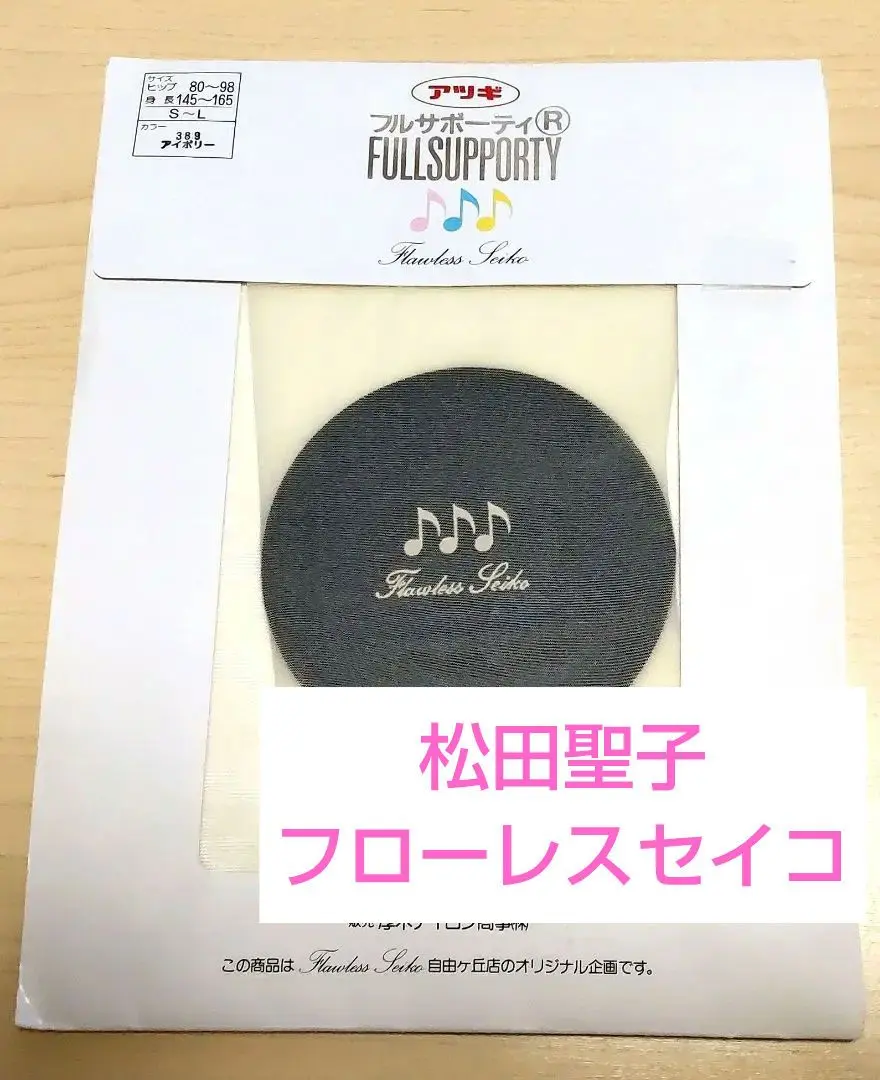 サイズ
ヒップ 80〜98
身長145〜165
S〜L
カラー
389
アイボリー
アツギ
フルサポーティ®
FULLSUPPORTY
Flawless Seiko
Flawless Seiko
松田聖子
フローレスセイコ
この商品は Flawless Seiko 自由ヶ丘店のオリジナル企画です。